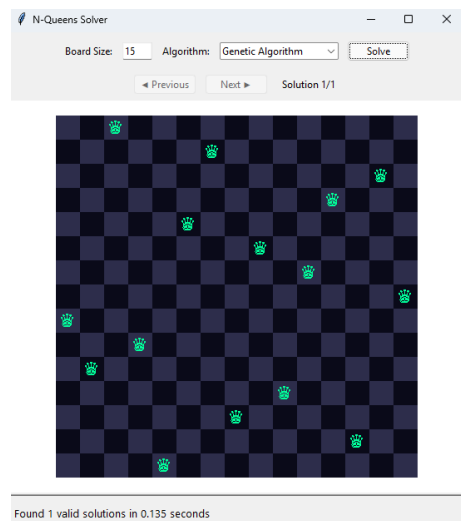 N-Queens Solver
Board Size: 15 Algorithm: Genetic Algorithm Solve
◄ Previous Next ► Solution 1/1
Found 1 valid solutions in 0.135 seconds